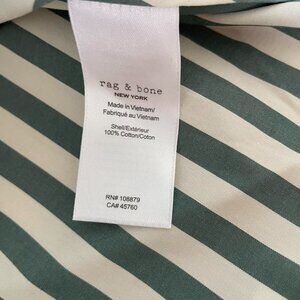 rag & bone
NEW YORK
Made in Vietnam/
Fabriqué au Vietnam
Shell/Extérieur
100% Cotton/Coton
RN# 108879
CA# 45760